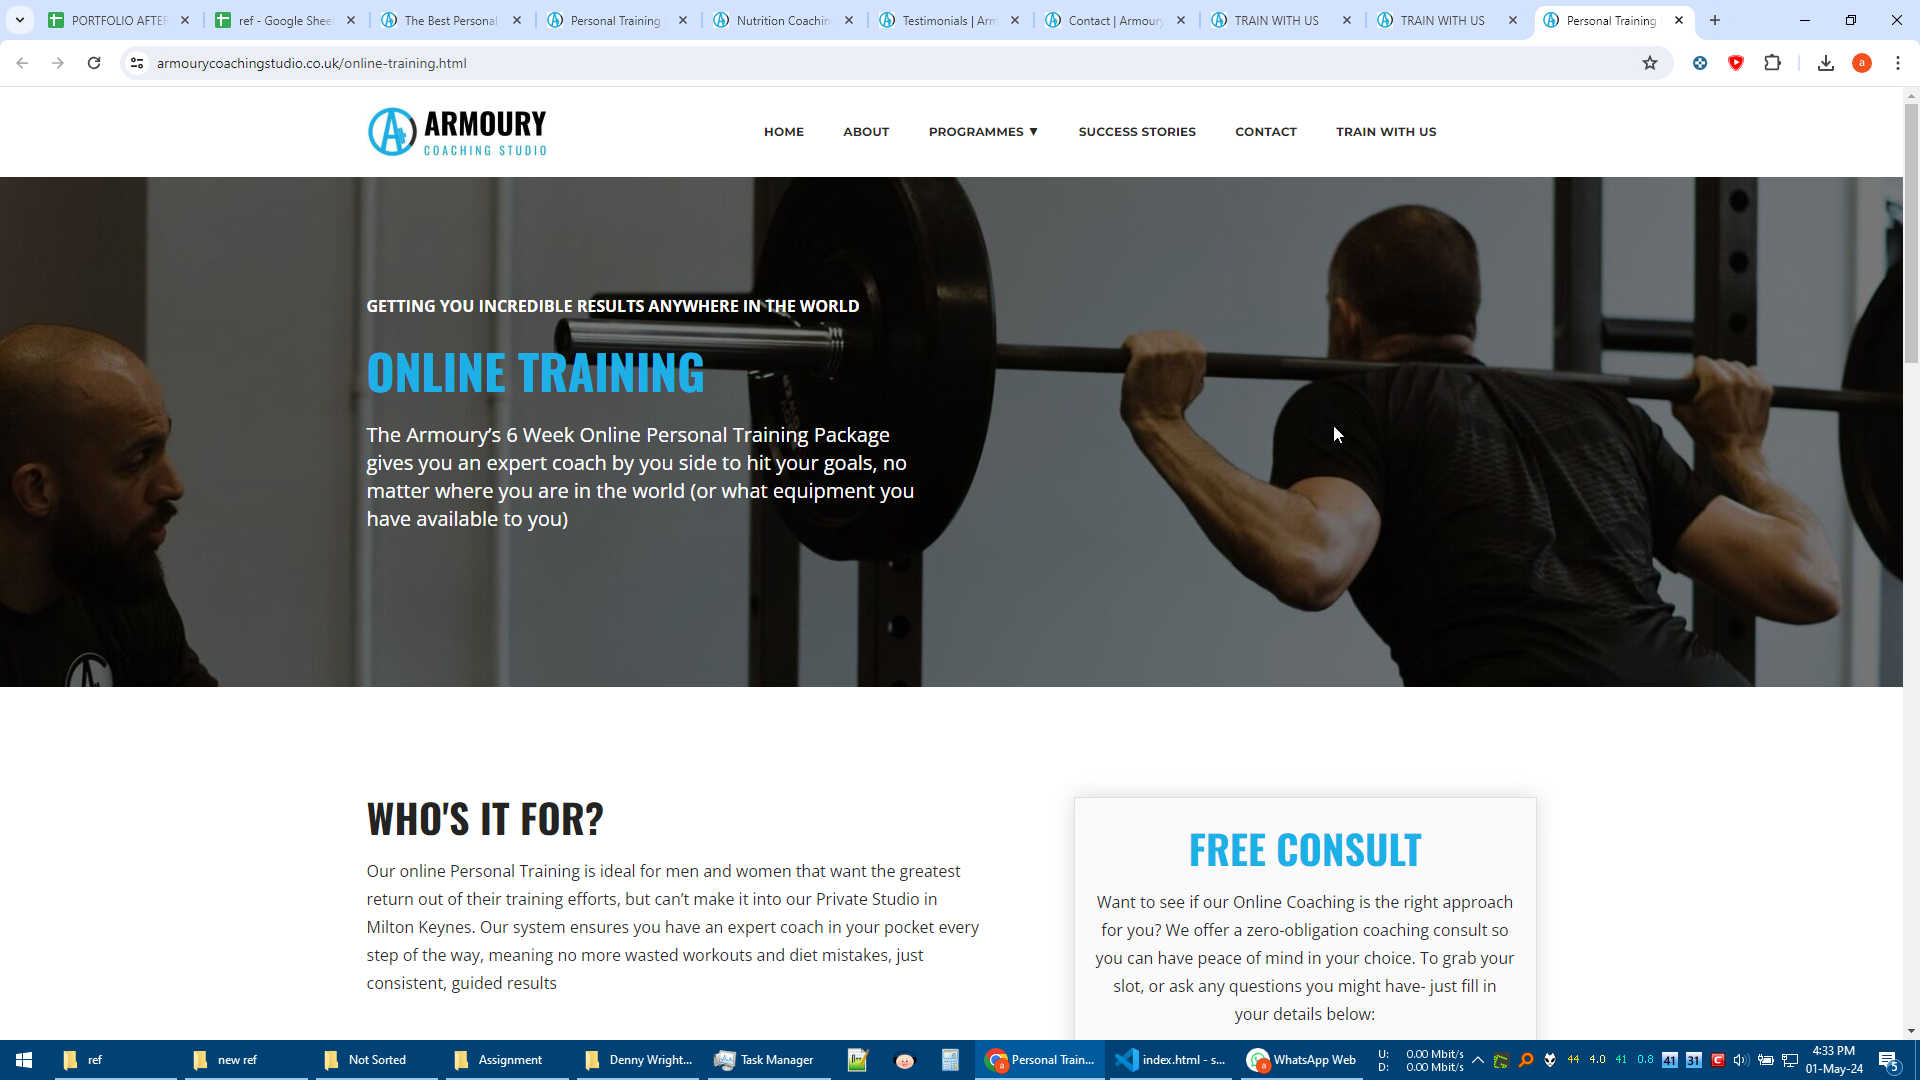 PORTFOLIO AFTER
ref - Google Shee
The Best Personal
Personal Training
Nutrition Coachin
Testimonials | Arm
Contact | Armoury
TRAIN WITH US
TRAIN WITH US
Personal Training
armourycoachingstudio.co.uk/online-training.html
a
ARMOURY
COACHING STUDIO
HOME
ABOUT
PROGRAMMES ▼
SUCCESS STORIES
CONTACT
TRAIN WITH US
GETTING YOU INCREDIBLE RESULTS ANYWHERE IN THE WORLD
ONLINE TRAINING
The Armoury's 6 Week Online Personal Training Package
gives you an expert coach by you side to hit your goals, no
matter where you are in the world (or what equipment you
have available to you)
WHO'S IT FOR?
Our online Personal Training is ideal for men and women that want the greatest
return out of their training efforts, but can't make it into our Private Studio in
Milton Keynes. Our system ensures you have an expert coach in your pocket every
step of the way, meaning no more wasted workouts and diet mistakes, just
consistent, guided results
FREE CONSULT
Want to see if our Online Coaching is the right approach
for you? We offer a zero-obligation coaching consult so
you can have peace of mind in your choice. To grab your
slot, or ask any questions you might have- just fill in
your details below:
ref
new ref
Not Sorted
Assignment
Denny Wright...
Task Manager
Personal Train...
index.html - s...
WhatsApp Web
U: 0.00 Mbit/s
D: 0.00 Mbit/s
44 4.0 41 0.8 41 31
4:33 PM
01-May-24
5